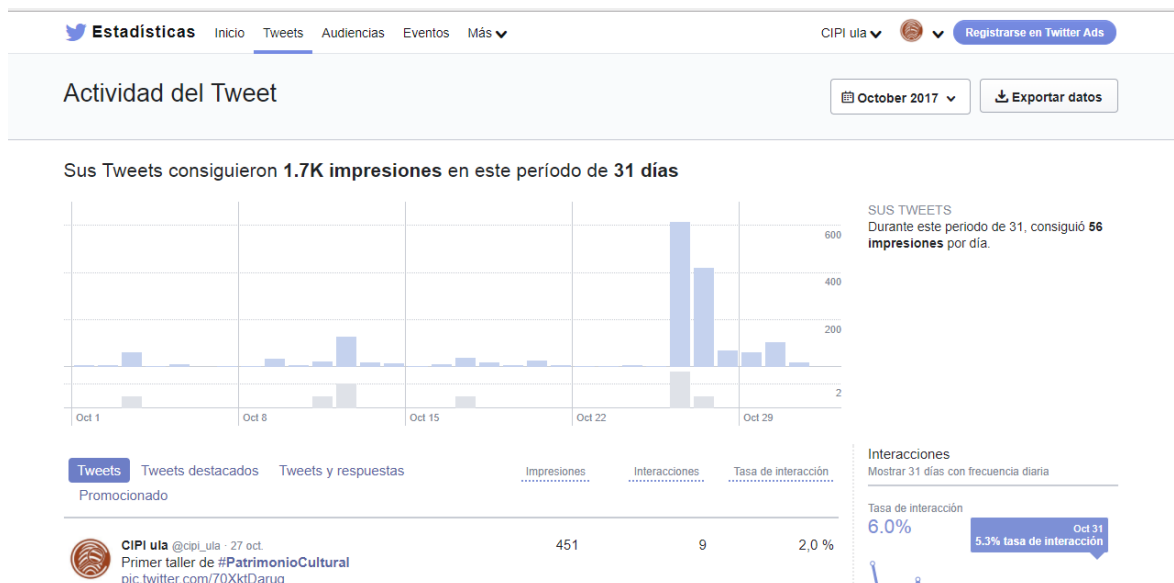 Estadísticas Inicio Tweets Audiencias Eventos Más CIPI ula Registrarse en Twitter Ads
Actividad del Tweet
October 2017 Exportar datos
Sus Tweets consiguieron 1.7K impresiones en este período de 31 días
SUS TWEETS
Durante este periodo de 31, consiguió 56
impresiones por día.
600
400
200
2
Oct 1 Oct 8 Oct 15 Oct 22 Oct 29
Tweets Tweets destacados Tweets y respuestas Impresiones Interacciones Tasa de interacción
Promocionado
Interacciones
Mostrar 31 días con frecuencia diaria
Tasa de interacción
6.0%
Oct 31
5.3% tasa de interacción
CIPI ula @cipi_ula · 27 oct. 451 9 2,0 %
Primer taller de #PatrimonioCultural
pic.twitter.com/70XktDaruq